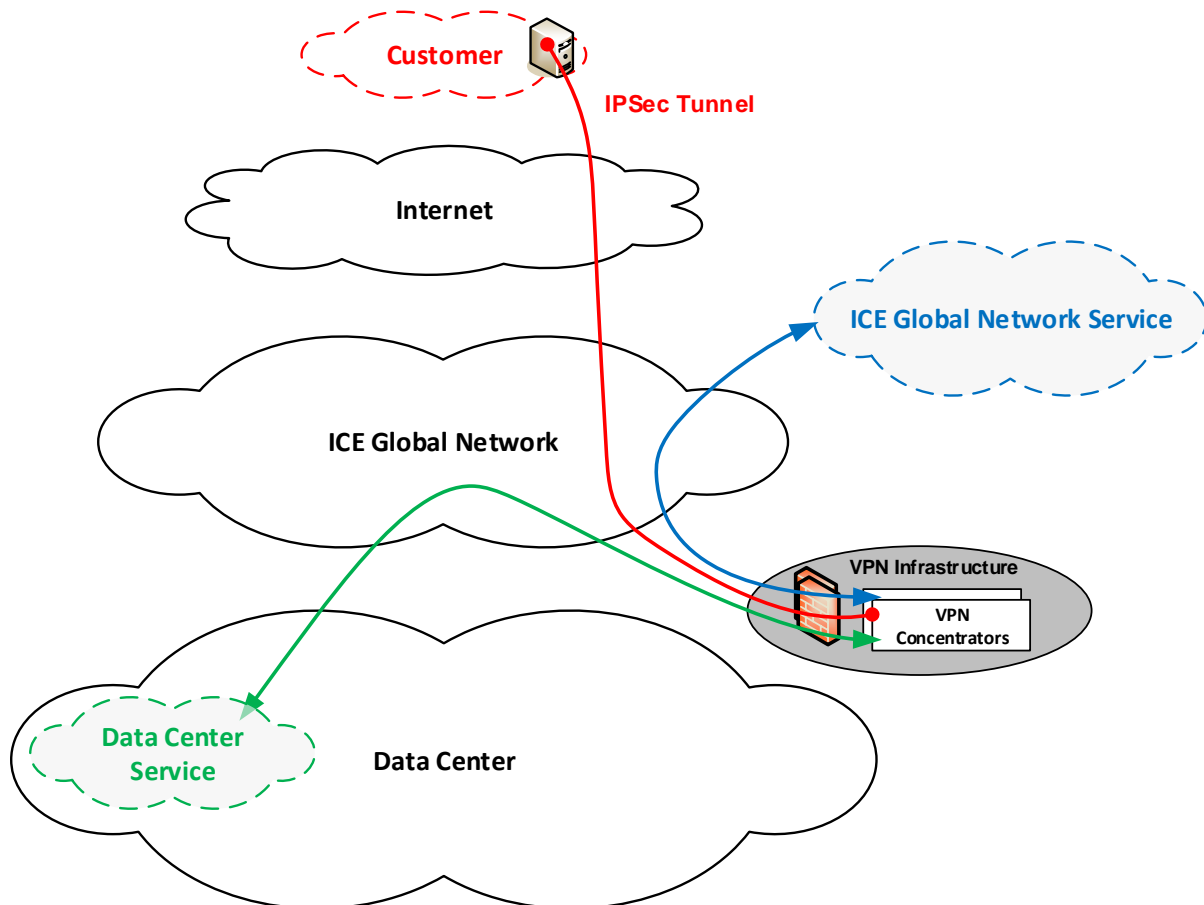 Customer
IPSec Tunnel
Internet
ICE Global Network Service
ICE Global Network
VPN Infrastructure
VPN
Concentrators
Data Center
Service
Data Center